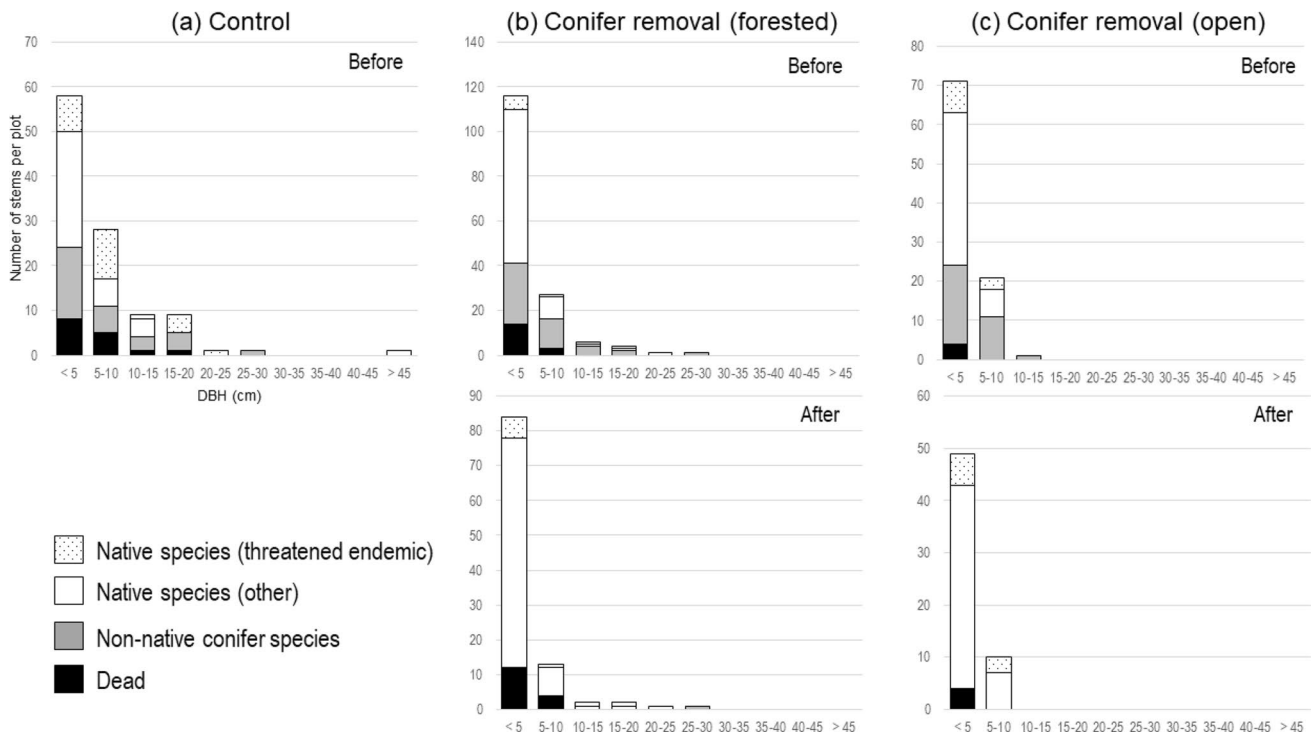 (a) Control
(b) Conifer removal (forested)
(c) Conifer removal (open)
Number of stems per plot
70
60
50
40
30
20
10
0
Before
< 5 5-10 10-15 15-20 20-25 25-30 30-35 35-40 40-45 > 45
DBH (cm)
140
120
100
80
60
40
20
0
Before
< 5 5-10 10-15 15-20 20-25 25-30 30-35 35-40 40-45 > 45
80
70
60
50
40
30
20
10
0
Before
< 5 5-10 10-15 15-20 20-25 25-30 30-35 35-40 40-45 > 45
90
80
70
60
50
40
30
20
10
0
After
< 5 5-10 10-15 15-20 20-25 25-30 30-35 35-40 40-45 > 45
60
50
40
30
20
10
0
After
< 5 5-10 10-15 15-20 20-25 25-30 30-35 35-40 40-45 > 45
Native species (threatened endemic)
Native species (other)
Non-native conifer species
Dead